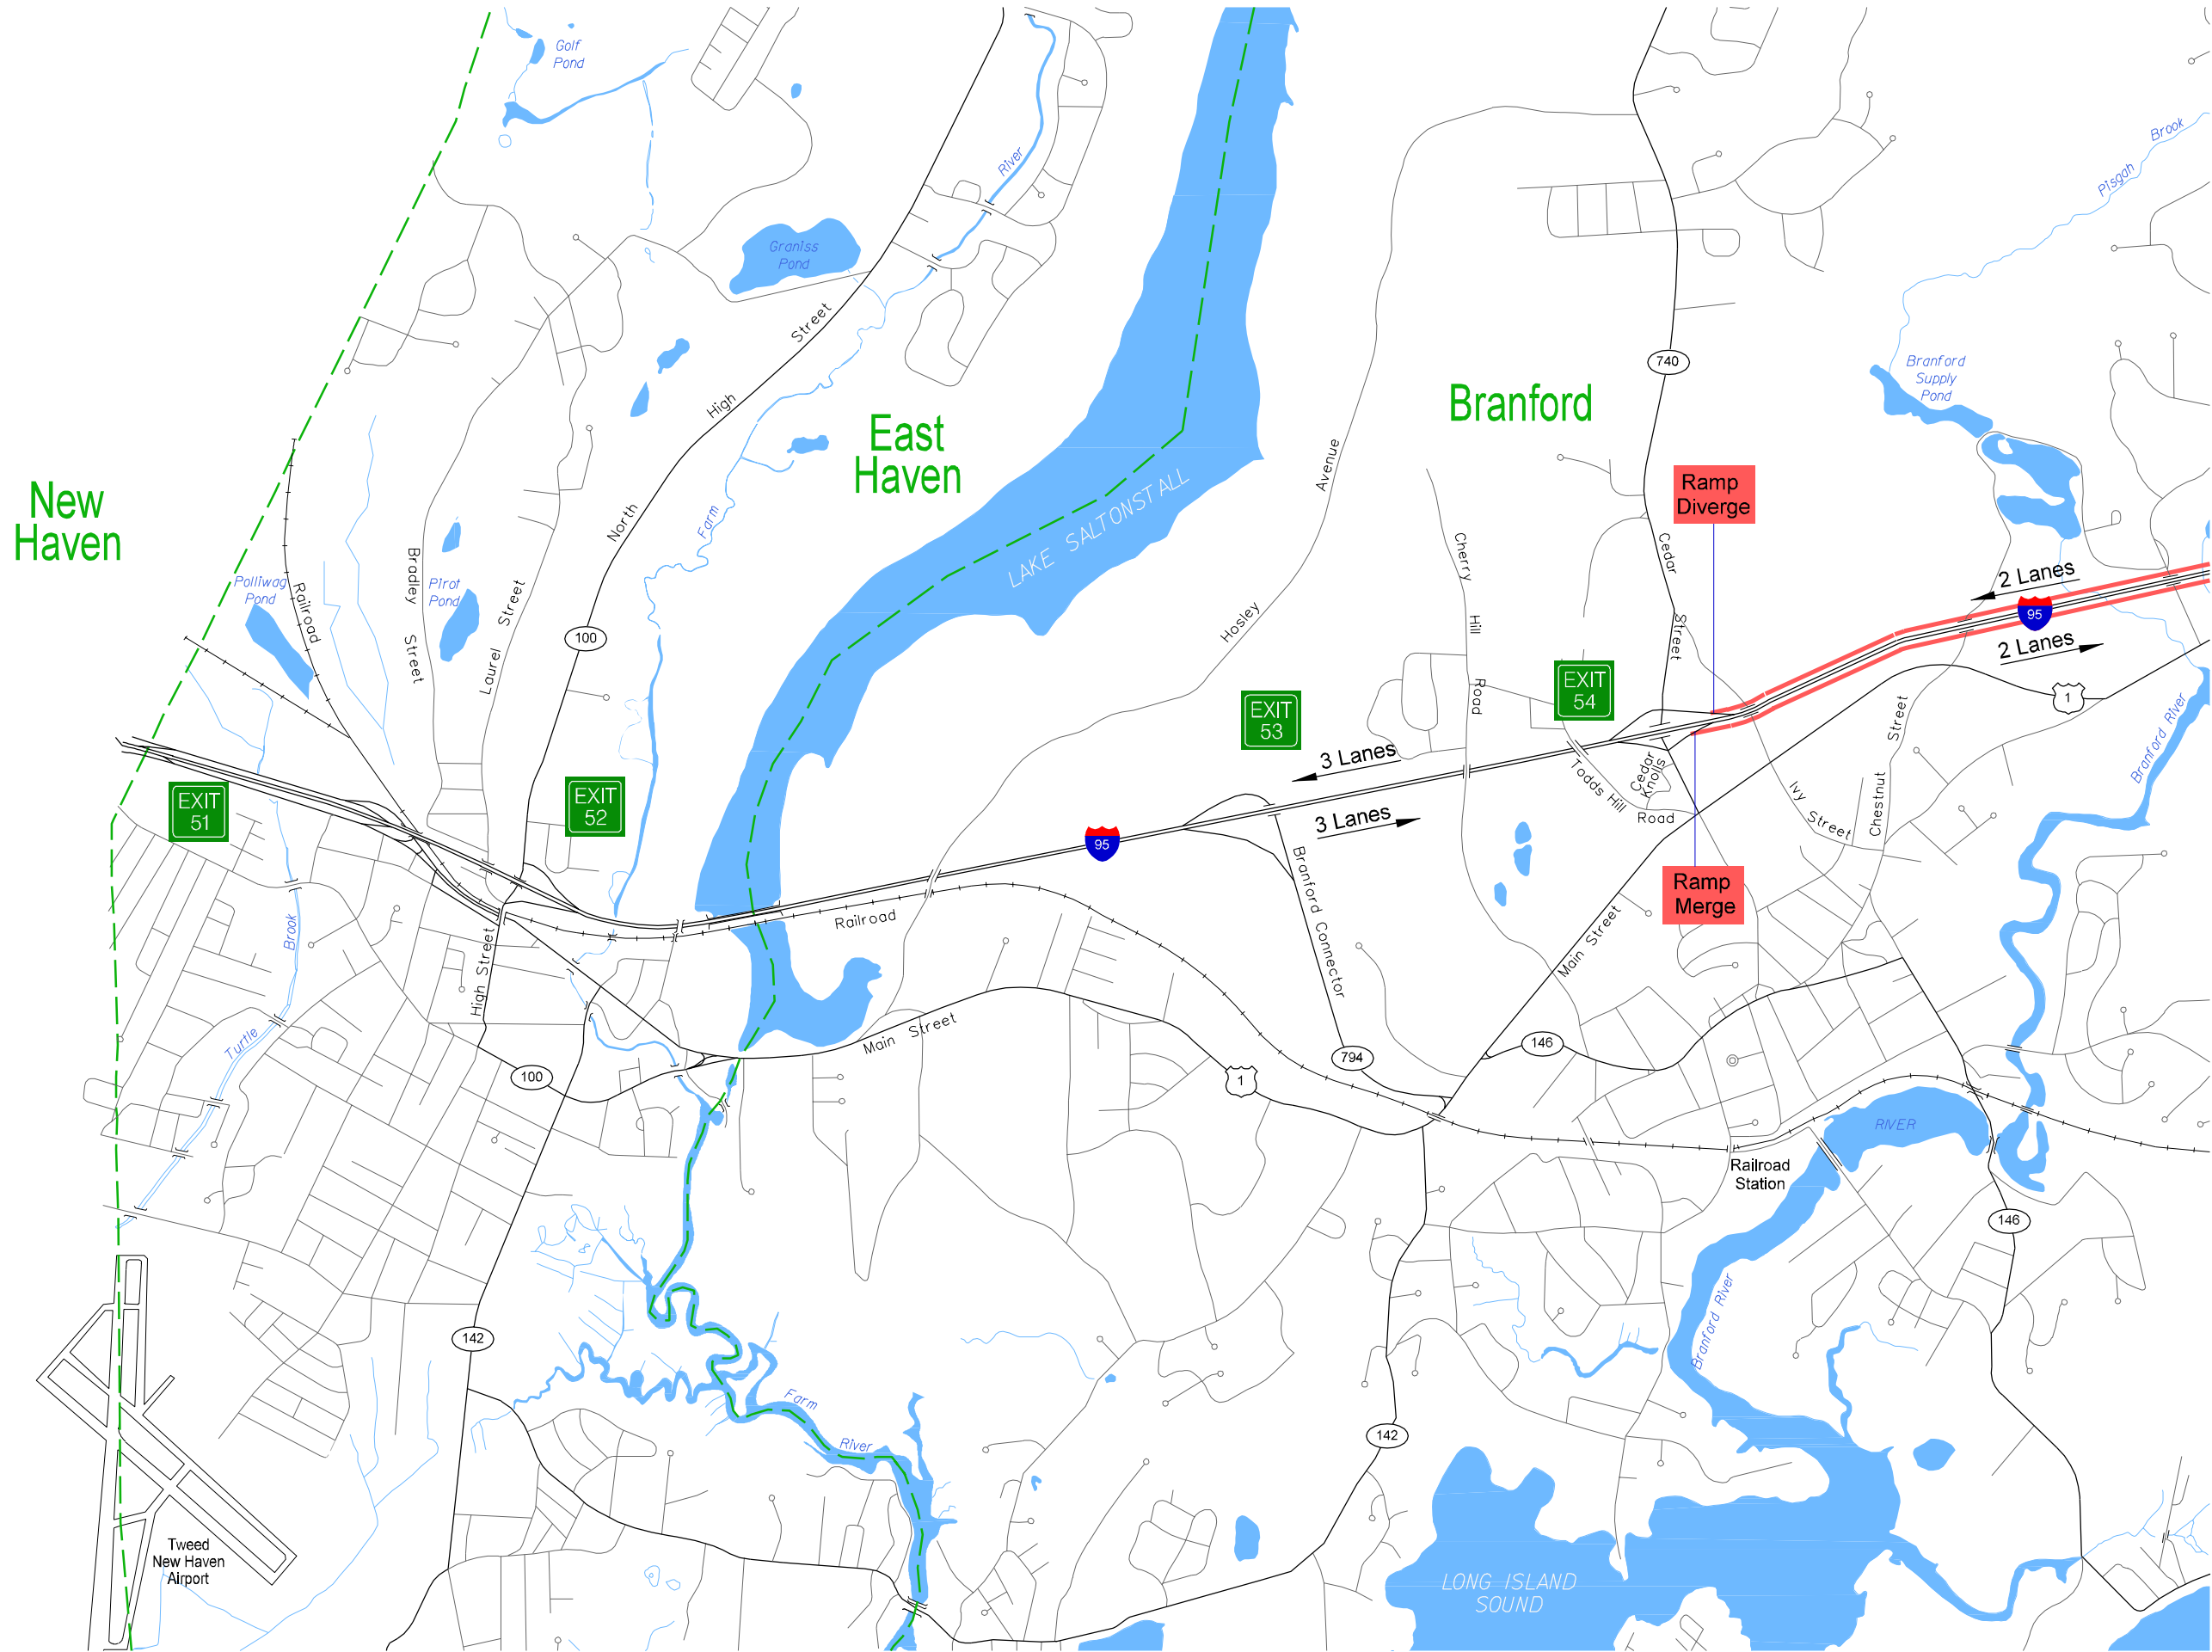 Golf
Pond
River
Brook
Pisgah
Graniss
Pond
Street
High
North
740
Branford
Supply
Pond
Branford
East
Haven
New
Haven
Avenue
Hosley
LAKE SALTONSTALL
Ramp
Diverge
Farm
Cherry
Hill
Road
Cedar
Street
Polliwag
Pond
Railroad
Bradley
Street
Pirot
Pond
Laurel
Street
100
2 Lanes
95
2 Lanes
EXIT
54
EXIT
53
1
Branford River
3 Lanes
3 Lanes
Street
Chestnut
Cedar
Knolls
Todds Hill
Road
Ivy
Street
EXIT
51
EXIT
52
95
Branford Connector
Ramp
Merge
Railroad
Brook
High Street
Main Street
Main Street
Turtle
100
794
146
1
RIVER
Railroad
Station
146
Branford River
142
Farm
River
142
Tweed
New Haven
Airport
LONG ISLAND
SOUND